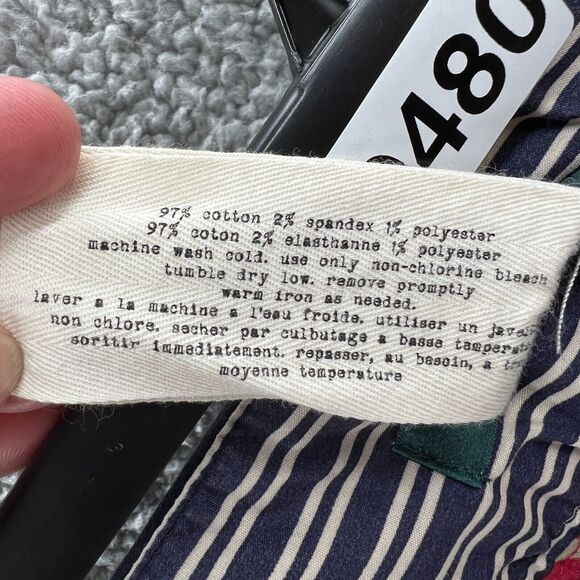 480
97% cotton 2% spandex 1% polyester
97% coton 2% elasthanne 1% polyester
machine wash cold. use only non-chlorine bleach
tumble dry low. remove promptly
warm iron as needed.
laver a la machine a l'eau froide. utiliser un
non chlore. secher par culbutage a basse
soritir immediatement. repasser, au besoin, a
moyenne temperature